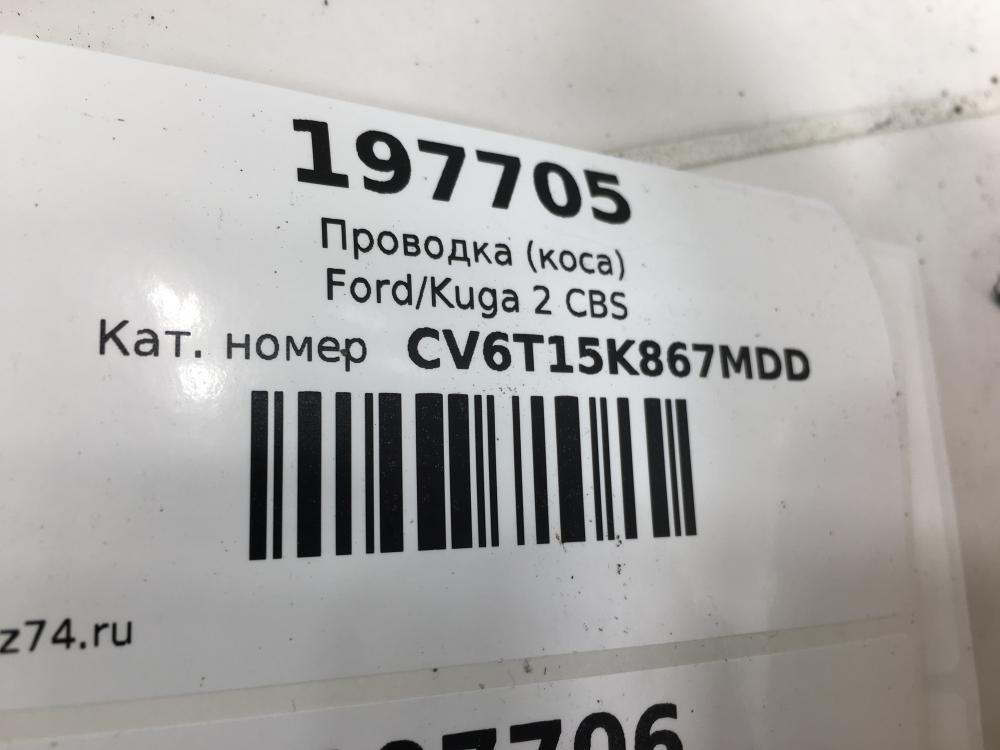 197705
Проводка (коса)
Ford/Kuga 2 CBS
Кат. номер CV6T15K867MDD
z74.ru